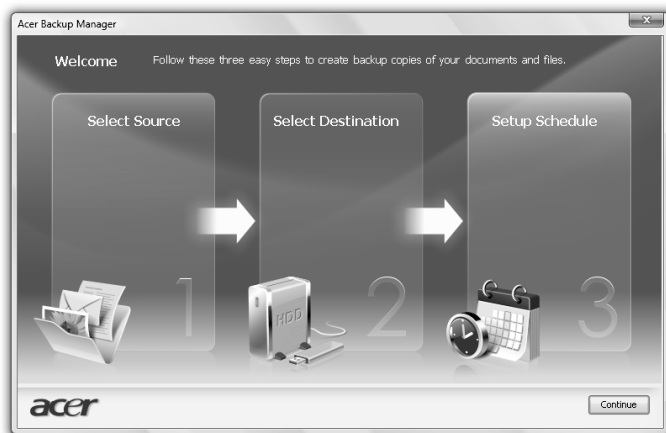 Acer Backup Manager
Welcome
Follow these three easy steps to create backup copies of your documents and files.
Select Source
Select Destination
Setup Schedule
1
HDD
2
3
acer
Continue